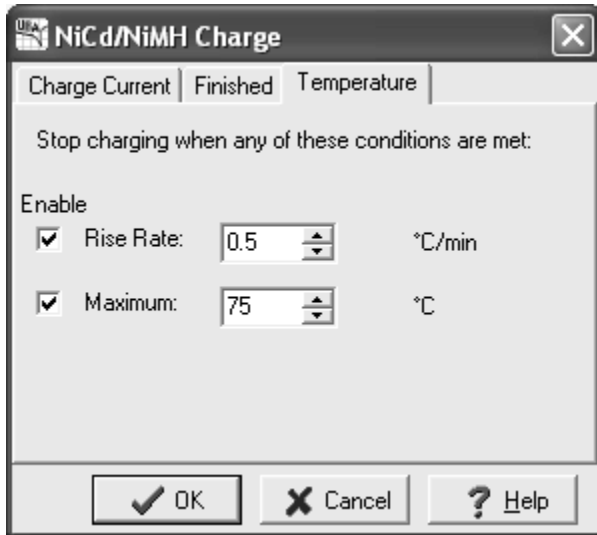 NiCd/NiMH Charge
Charge Current Finished Temperature
Stop charging when any of these conditions are met:
Enable
Rise Rate: 0.5 °C/min
Maximum: 75 °C
OK Cancel ? Help